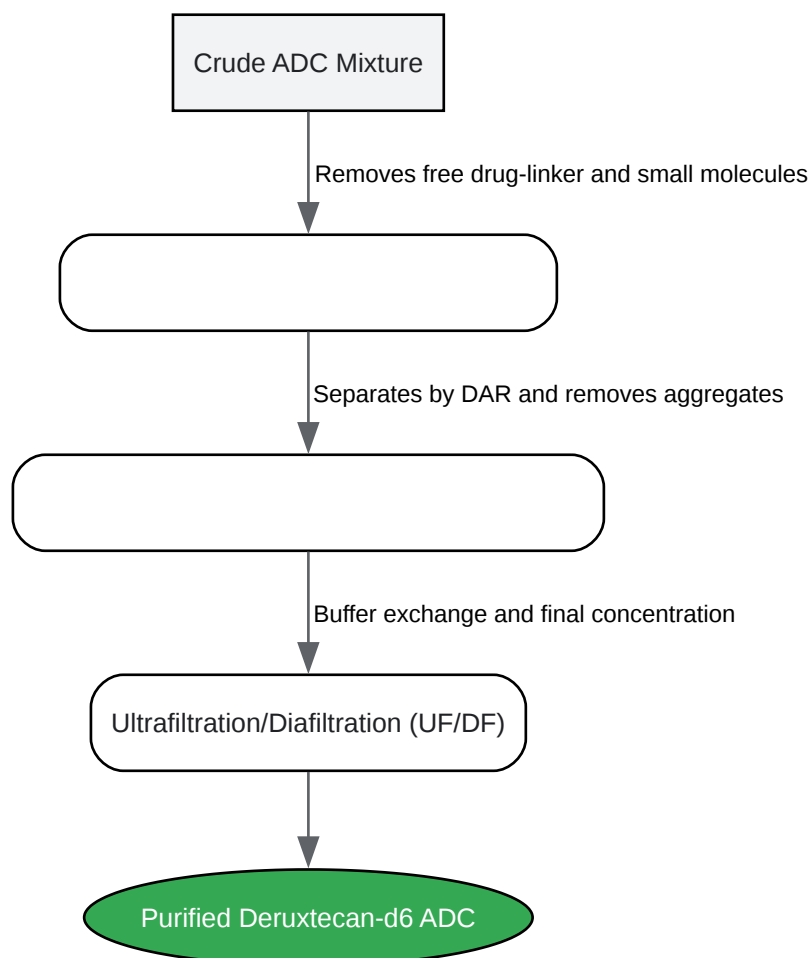 Crude ADC Mixture
Removes free drug-linker and small molecules
Separates by DAR and removes aggregates
Buffer exchange and final concentration
Ultrafiltration/Diafiltration (UF/DF)
Purified Deruxtecan-d6 ADC